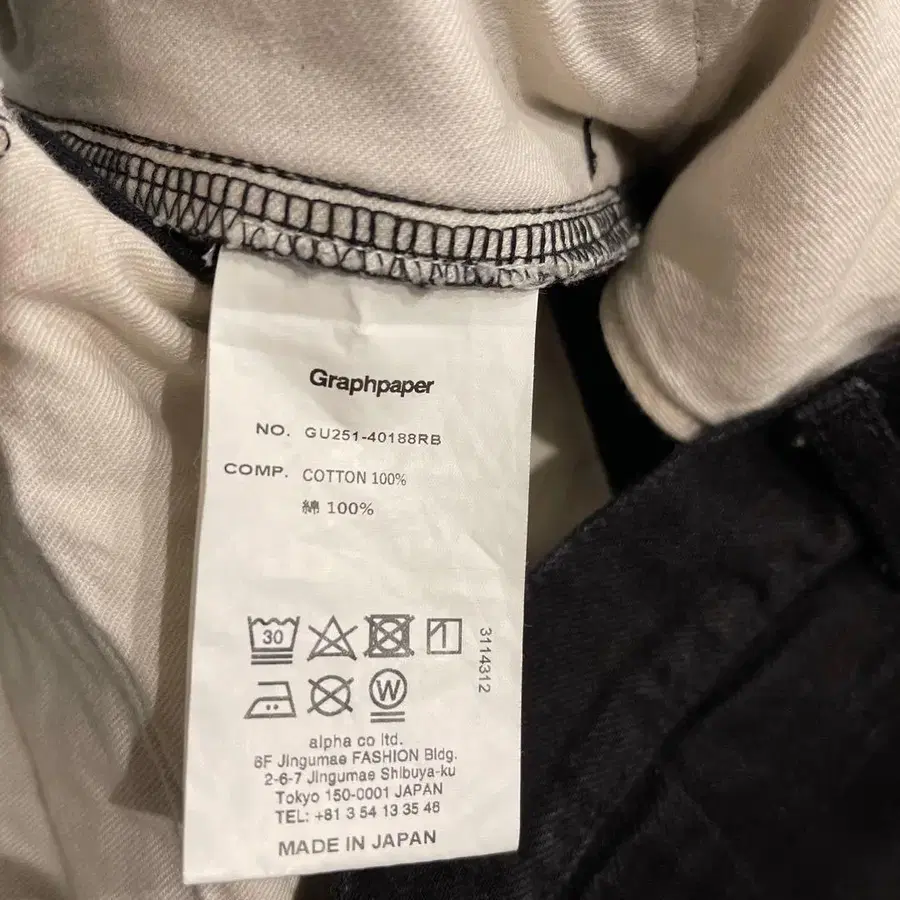 Graphpaper
NO. GU251-40188RB
COMP. COTTON 100%
綿 100%
30
3114312
W
alpha co ltd.
6F Jingumae FASHION Bldg.
2-6-7 Jingumae Shibuya-ku
Tokyo 150-0001 JAPAN
TEL: +81 3 54 13 35 48
MADE IN JAPAN